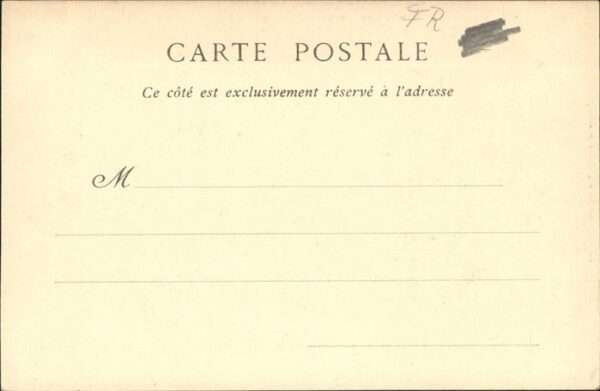 FR
CARTE POSTALE
Ce côté est exclusivement réservé à l'adresse
M